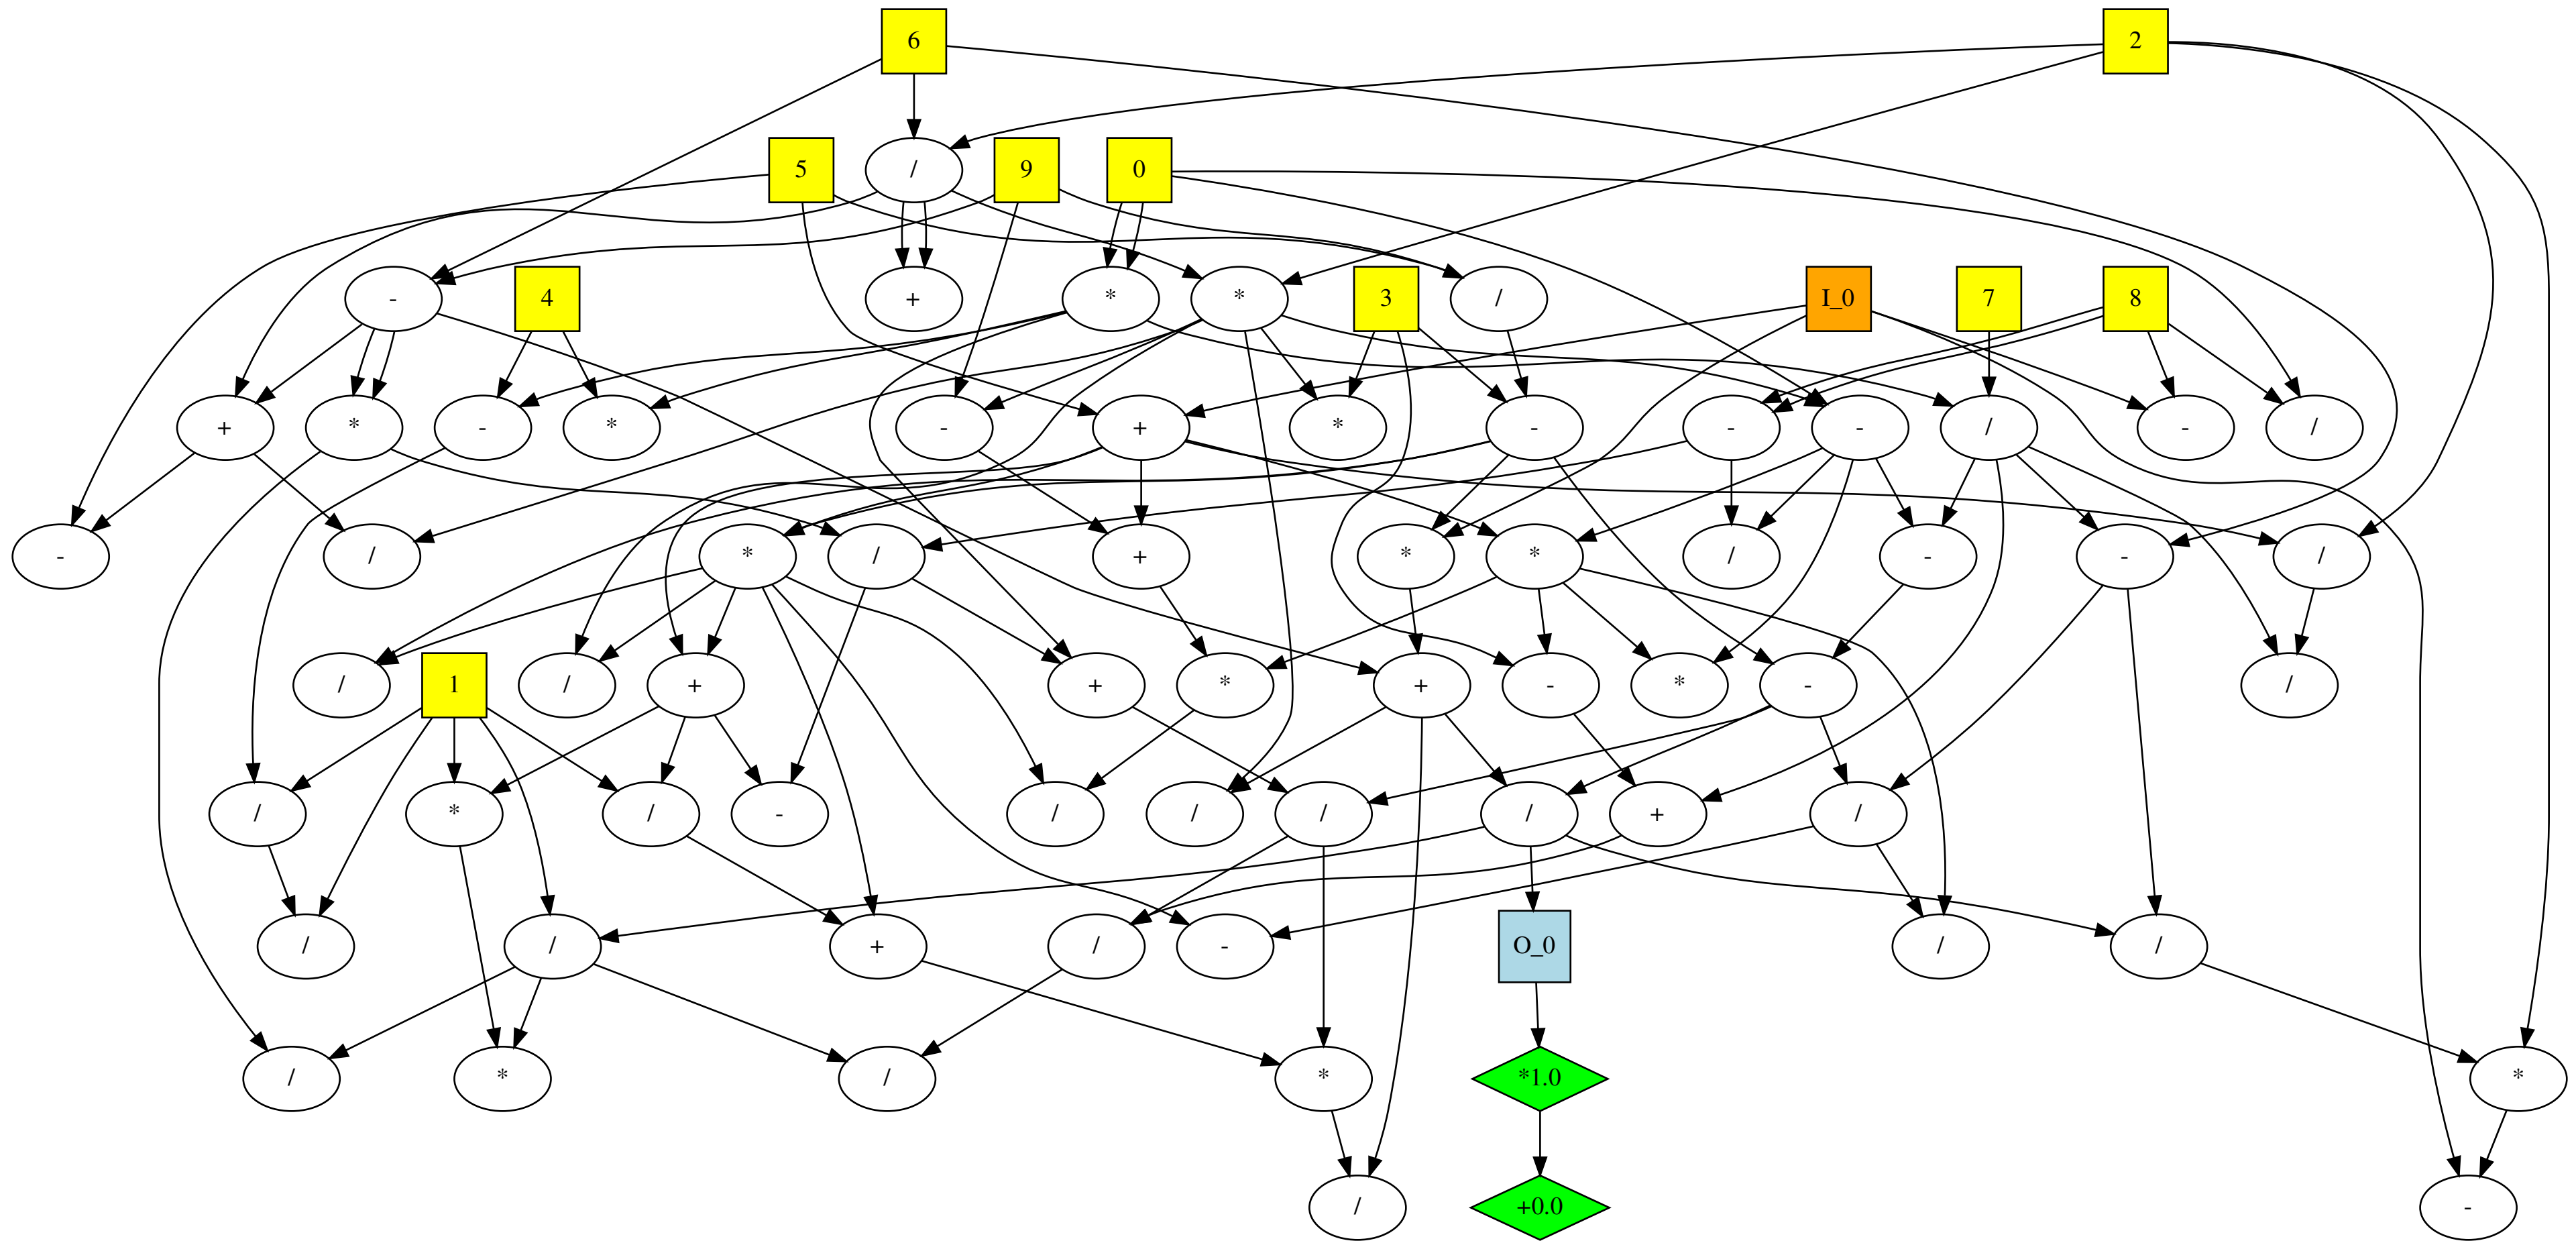 6 2
5 / 9 0
- 4 + * * 3 / I_0 7 8
+ * - * - + * - - - / - /
- / * / + * * / - - /
/ 1 / + + * + - * - /
/ * / - / / / / + /
/ / + / - O_0 / /
/ * / * *1.0 *
/ +0.0 -